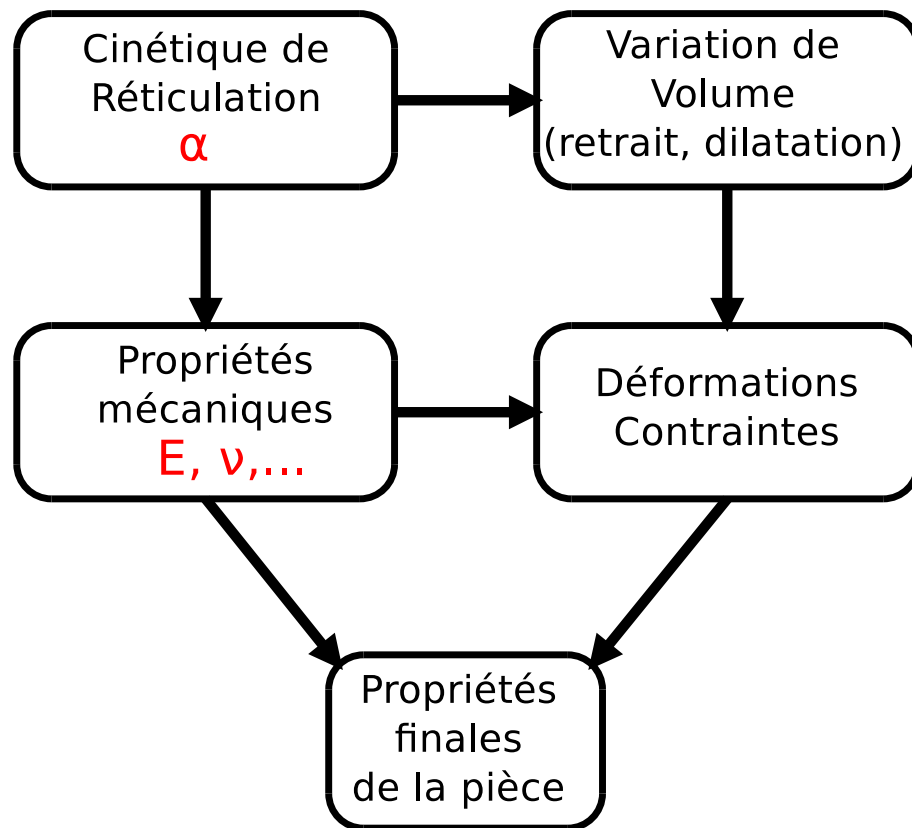 Cinétique de
Réticulation
α
Variation de
Volume
(retrait, dilatation)
Propriétés
mécaniques
E, ν,...
Déformations
Contraintes
Propriétés
finales
de la pièce